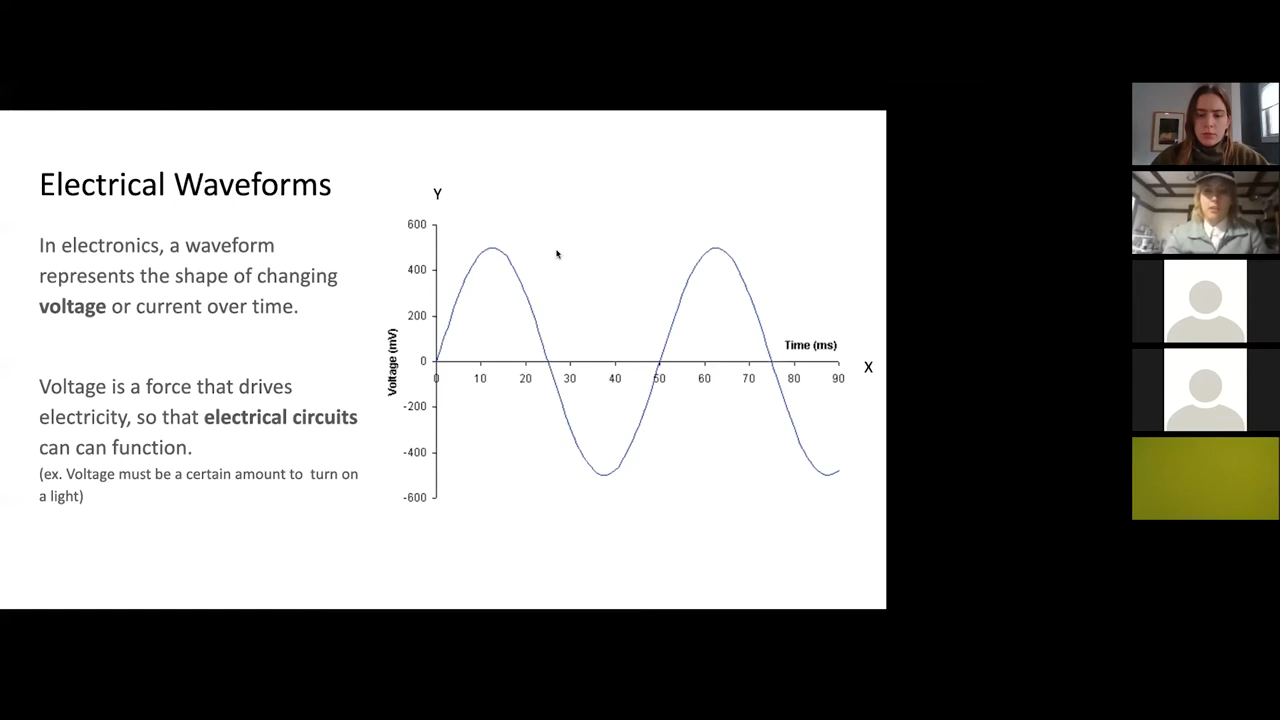 Electrical Waveforms
In electronics, a waveform
represents the shape of changing
voltage or current over time.
Voltage is a force that drives
electricity, so that electrical circuits
can can function.
(ex. Voltage must be a certain amount to  turn on
a light)
Y
600
400
200
0
-200
-400
-600
Voltage (mV)
Time (ms)
X
0 10 20 30 40 50 60 70 80 90